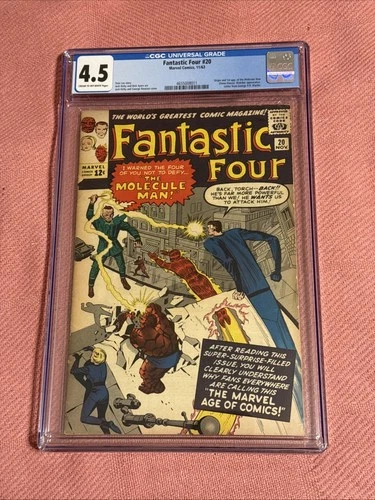 CGC UNIVERSAL GRADE
4.5
Fantastic Four #20
Marvel Comics, 11/63
THE WORLD'S GREATEST COMIC MAGAZINE!
Fantastic
Four
MARVEL
12¢
20
NOV.
I WARNED THE FOUR
OF YOU NOT TO DEFY...
THE
MOLECULE
MAN!
BACK, TORCH--BACK!!
HE'S FAR MORE POWERFUL
THAN WE! HE WANTS US
TO ATTACK HIM!
AFTER READING THIS
SUPER-SURPRISE-FILLED
ISSUE, YOU WILL
CLEARLY UNDERSTAND
WHY FANS EVERYWHERE
ARE CALLING THIS
"THE MARVEL
AGE OF COMICS!"